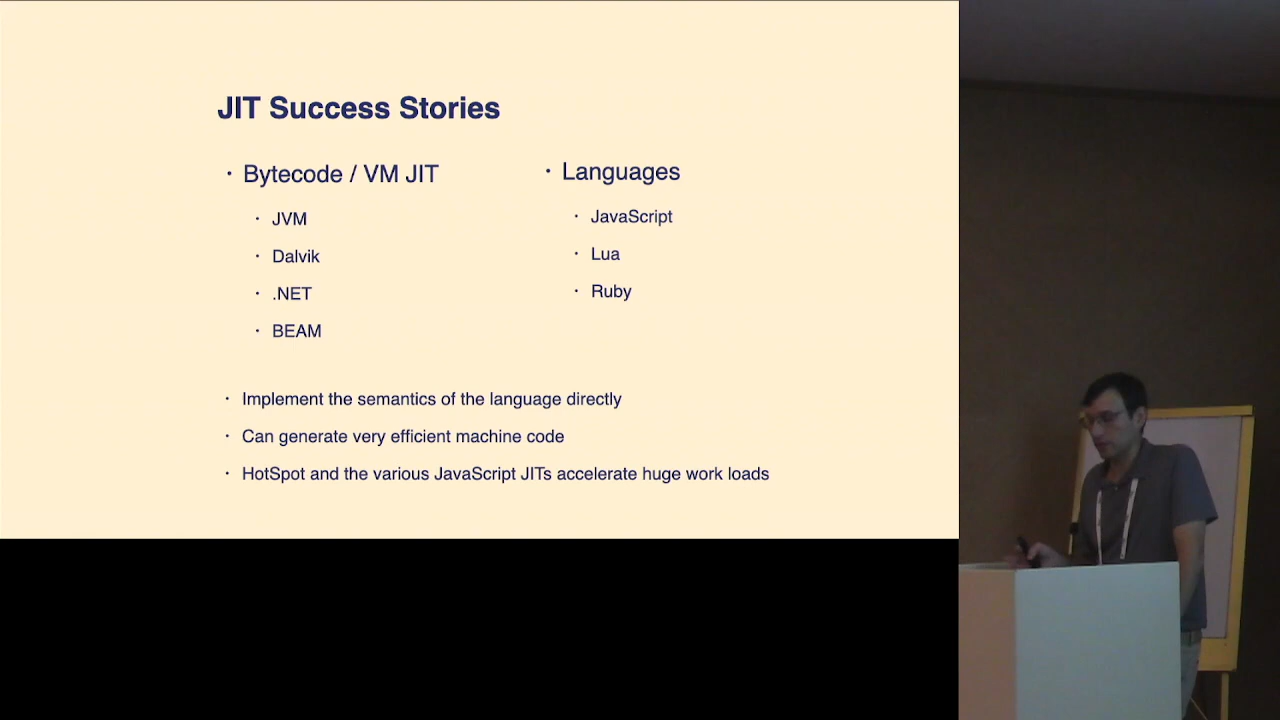 JIT Success Stories
• Bytecode / VM JIT
• JVM
• Dalvik
• .NET
• BEAM
• Languages
• JavaScript
• Lua
• Ruby
• Implement the semantics of the language directly
• Can generate very efficient machine code
• HotSpot and the various JavaScript JITs accelerate huge work loads